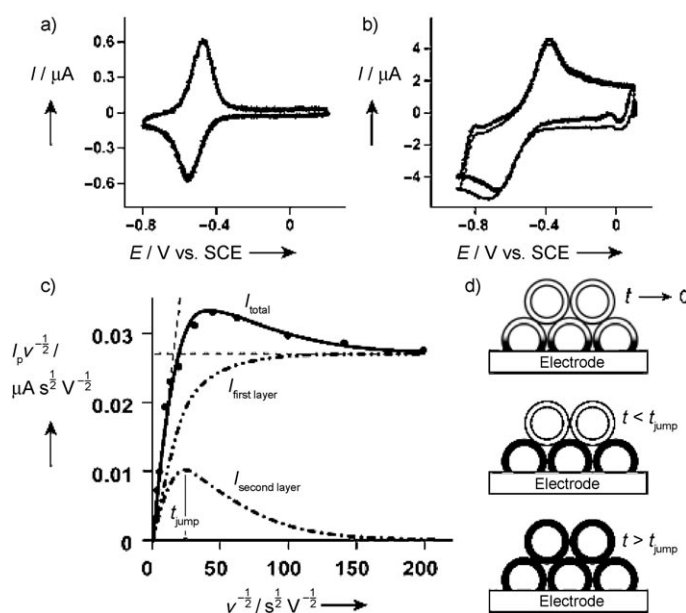 a)
I / μA
0.6
0.3
0
−0.3
−0.6
−0.8
−0.4
0
E / V vs. SCE
b)
I / μA
4
2
0
−2
−4
−0.8
−0.4
0
E / V vs. SCE
c)
I_p ν^{-1/2} /
μA s^{1/2} V^{-1/2}
0.03
0.02
0.01
0
0
50
100
150
200
I_total
I_first layer
I_second layer
t_jump
ν^{-1/2} / s^{1/2} V^{-1/2}
d)
t → 0
Electrode
t < t_jump
Electrode
t > t_jump
Electrode